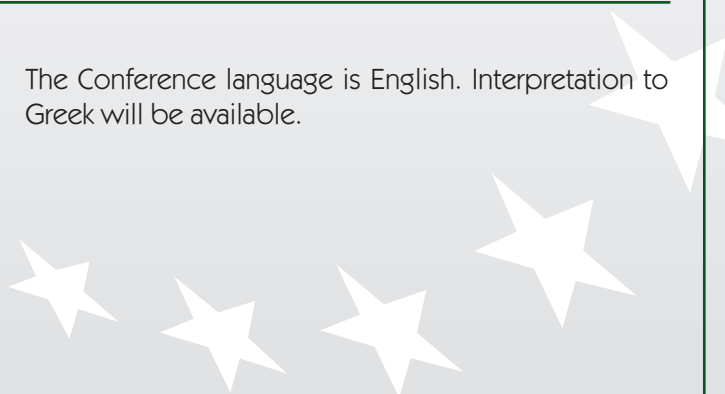 The Conference language is English. Interpretation to
Greek will be available.